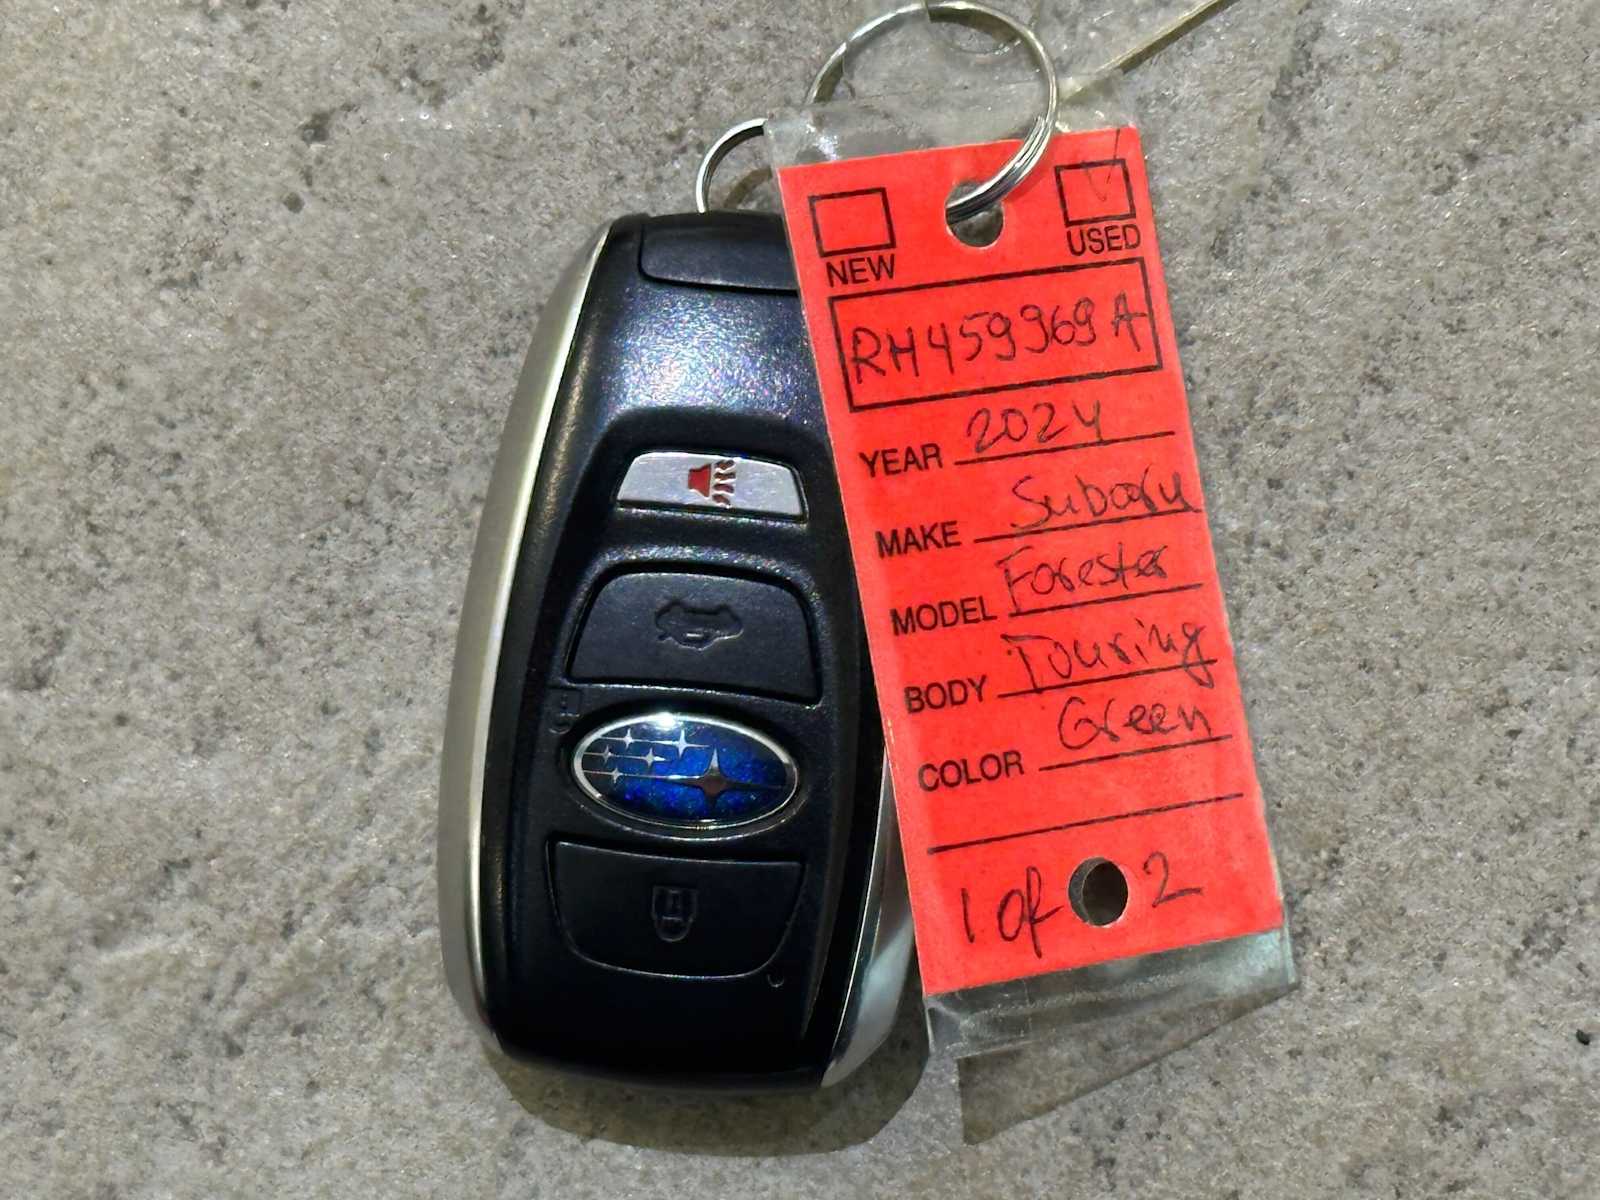 NEW USED
RH459969A
YEAR 2024
MAKE Subaru
MODEL Forester
BODY Touring
COLOR Green
1 of 2